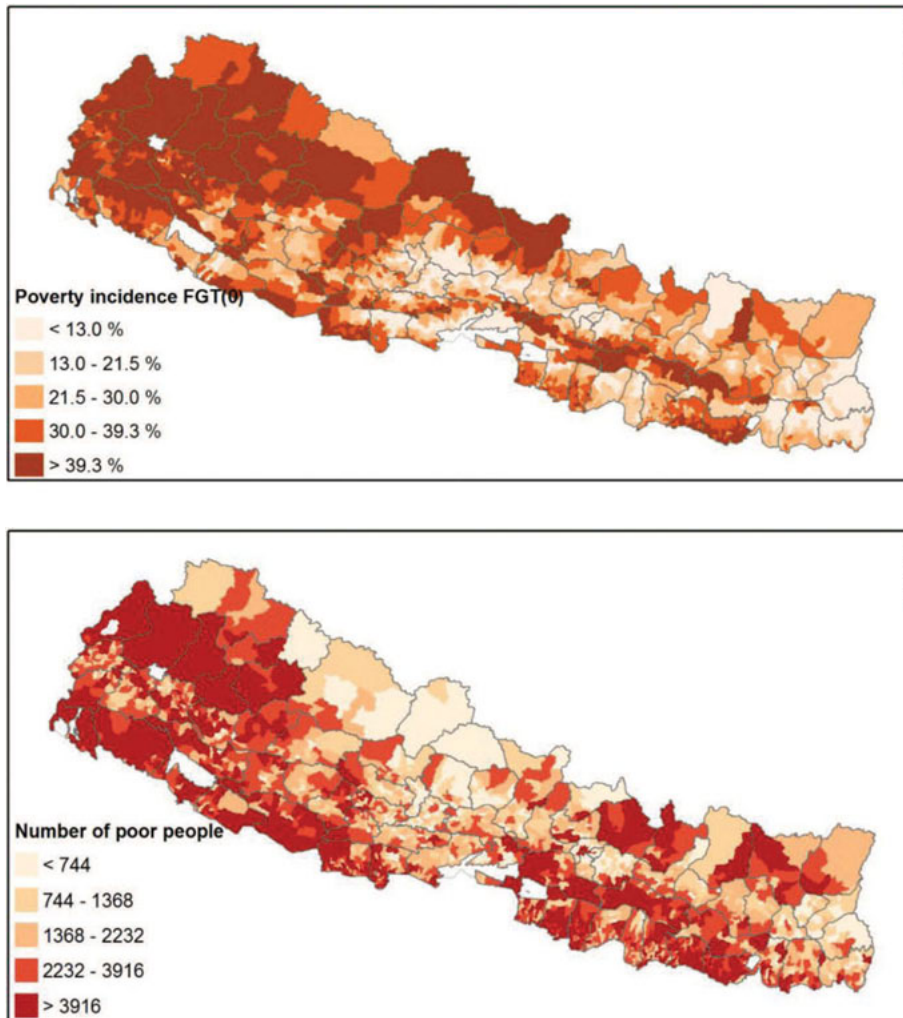 Poverty incidence FGT(0)
< 13.0 %
13.0 - 21.5 %
21.5 - 30.0 %
30.0 - 39.3 %
> 39.3 %
Number of poor people
< 744
744 - 1368
1368 - 2232
2232 - 3916
> 3916